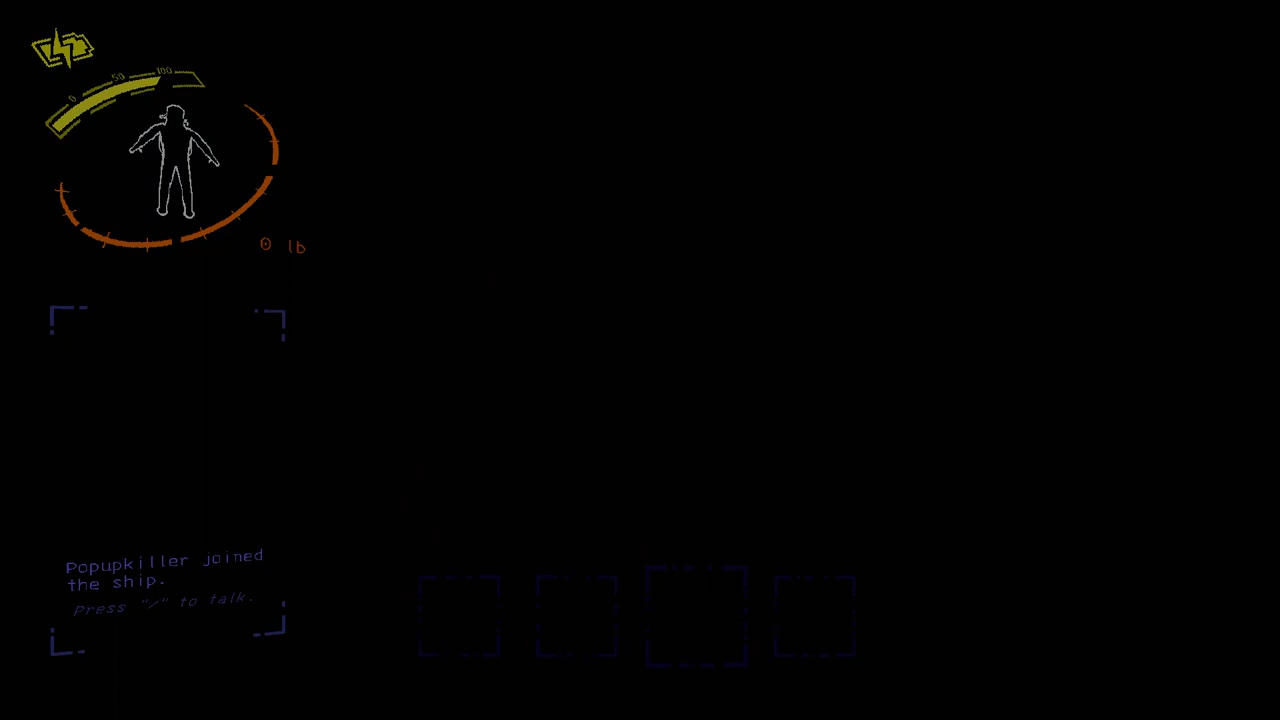 0 50 100
0 lb
Popupkiller joined
the ship.
Press "/" to talk.